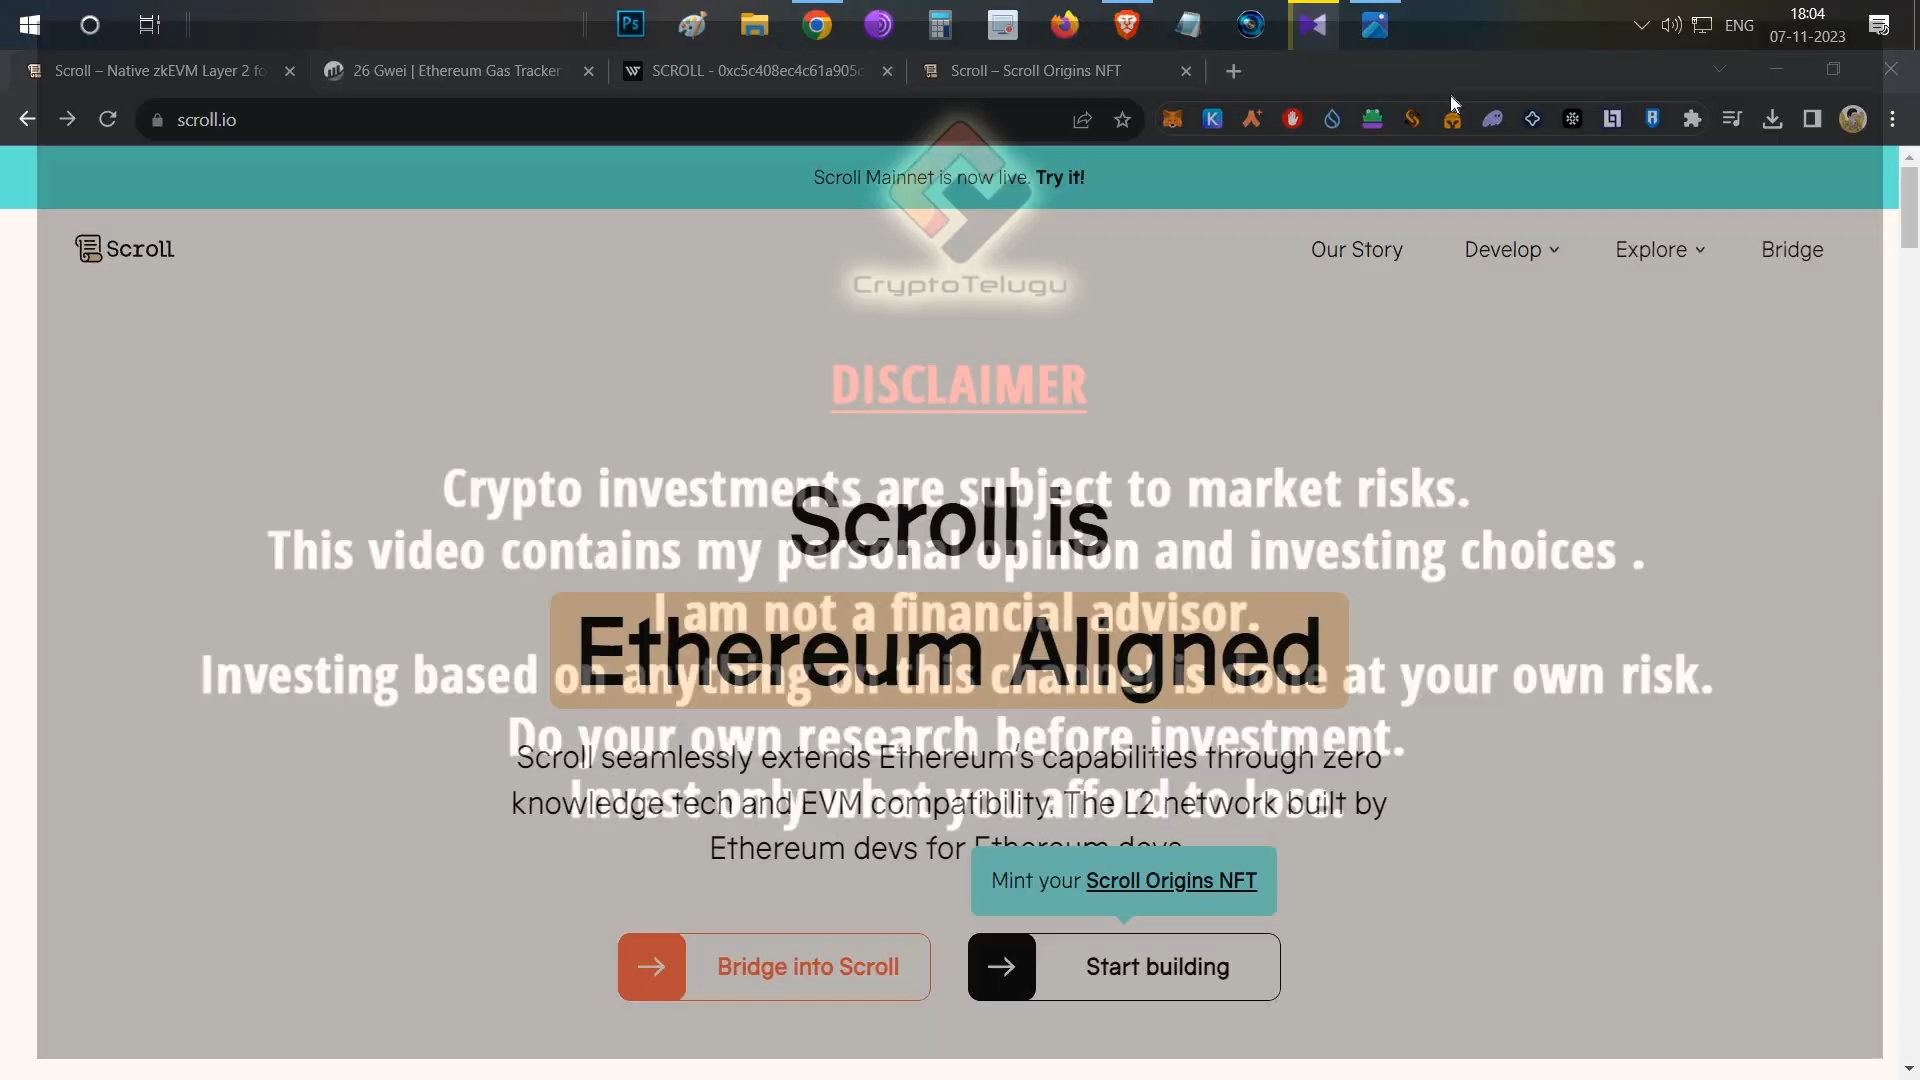 Ps
ENG
18:04
07-11-2023
Scroll – Native zkEVM Layer 2 fo
26 Gwei | Ethereum Gas Tracker
SCROLL - 0xc5c408ec4c61a905c
Scroll – Scroll Origins NFT
scroll.io
Scroll Mainnet is now live. Try it!
Scroll
Our Story
Develop
Explore
Bridge
CryptoTelugu
DISCLAIMER
Crypto investments are subject to market risks.
Scroll is
This video contains my personal opinion and investing choices .
I am not a financial advisor.
Ethereum Aligned
Investing based on anything on this channel is done at your own risk.
Do your own research before investment.
Scroll seamlessly extends Ethereum's capabilities through zero
knowledge tech and EVM compatibility. The L2 network built by
Invest only what you afford to lose.
Ethereum devs for Ethereum devs.
Mint your Scroll Origins NFT
Bridge into Scroll
Start building